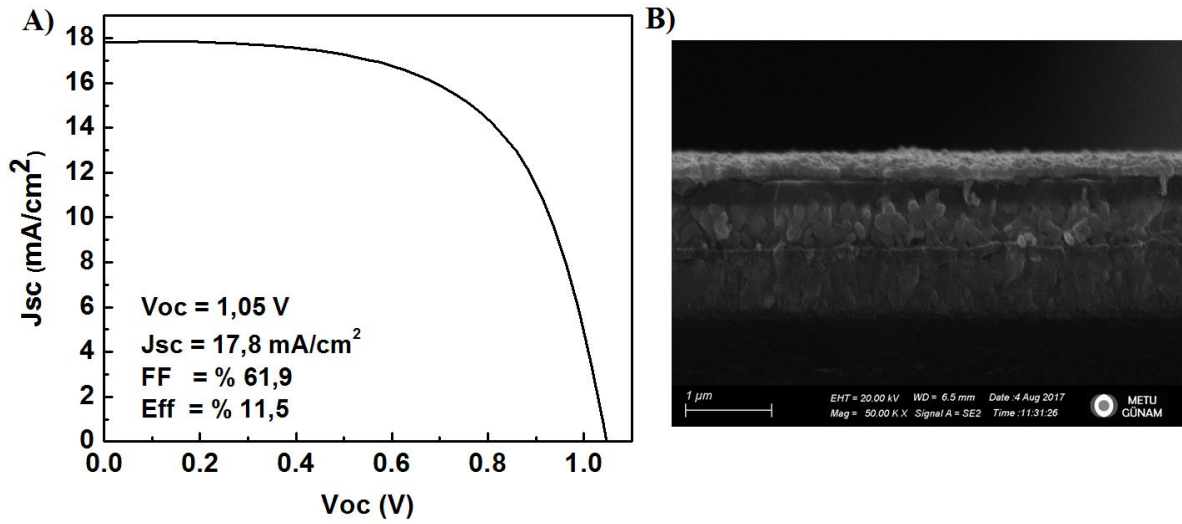 A)
18
16
14
12
10
8
6
4
2
0
Jsc (mA/cm²)
Voc = 1,05 V
Jsc = 17,8 mA/cm²
FF = % 61,9
Eff = % 11,5
0.0 0.2 0.4 0.6 0.8 1.0
Voc (V)
B)
1 µm
EHT = 20.00 kV WD = 6.5 mm Date :4 Aug 2017
Mag = 50.00 K X Signal A = SE2 Time :11:31:26
METU
GÜNAM